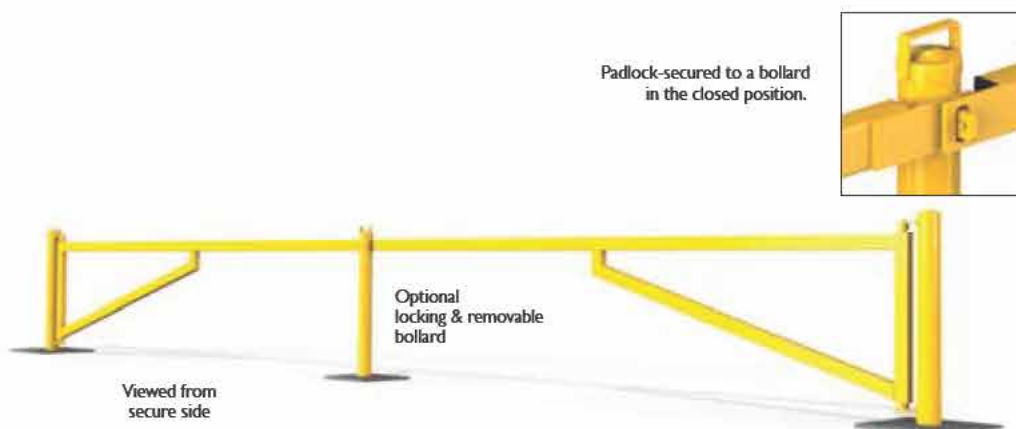 Padlock-secured to a bollard
in the closed position.
Optional
locking & removable
bollard
Viewed from
secure side